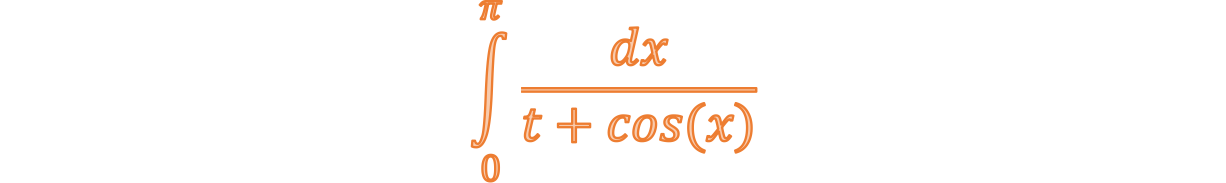 π
∫ dx / (t + cos(x))
0